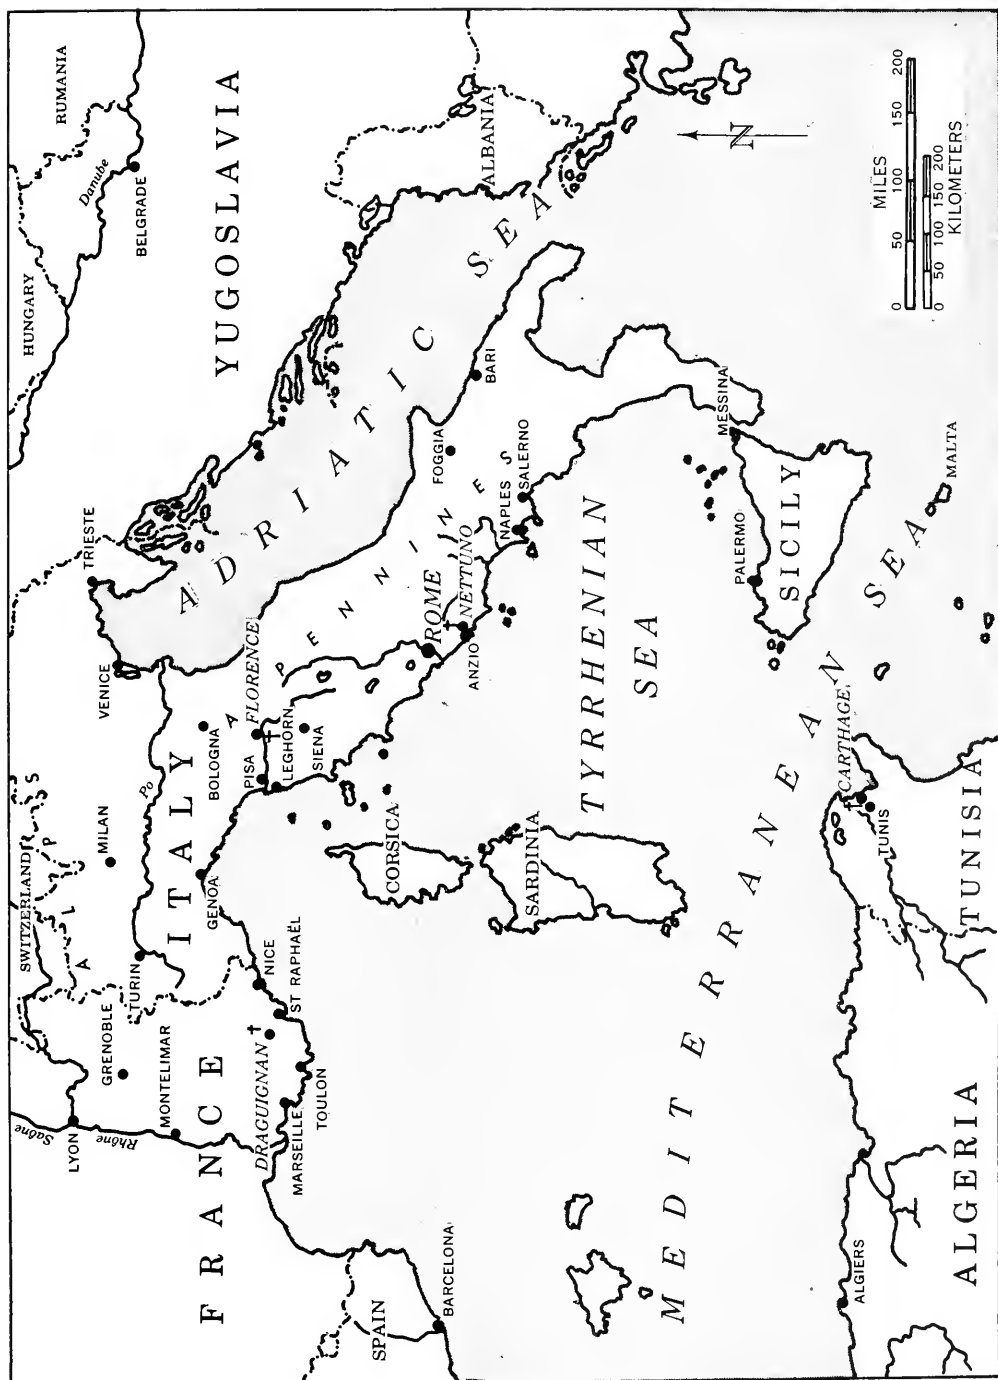 RUMANIA
HUNGARY
Danube
BELGRADE
YUGOSLAVIA
ALBANIA
TRIESTE
VENICE
ADRIATIC SEA
SWITZERLAND
ALPS
MILAN
Po
TURIN
ITALY
GENOA
BOLOGNA
FLORENCE
PISA
LEGHORN
SIENA
APENNINES
ROME
NETTUNO
ANZIO
FOGGIA
BARI
NAPLES
SALERNO
Saône
LYON
Rhône
GRENOBLE
MONTELIMAR
FRANCE
DRAGUIGNAN
NICE
ST RAPHAËL
MARSEILLE
TOULON
SPAIN
BARCELONA
CORSICA
SARDINIA
TYRRHENIAN
SEA
MESSINA
PALERMO
SICILY
MALTA
MEDITERRANEAN SEA
CARTHAGE
TUNIS
TUNISIA
ALGIERS
ALGERIA
N
MILES
0 50 100 150 200
0 50 100 150 200
KILOMETERS